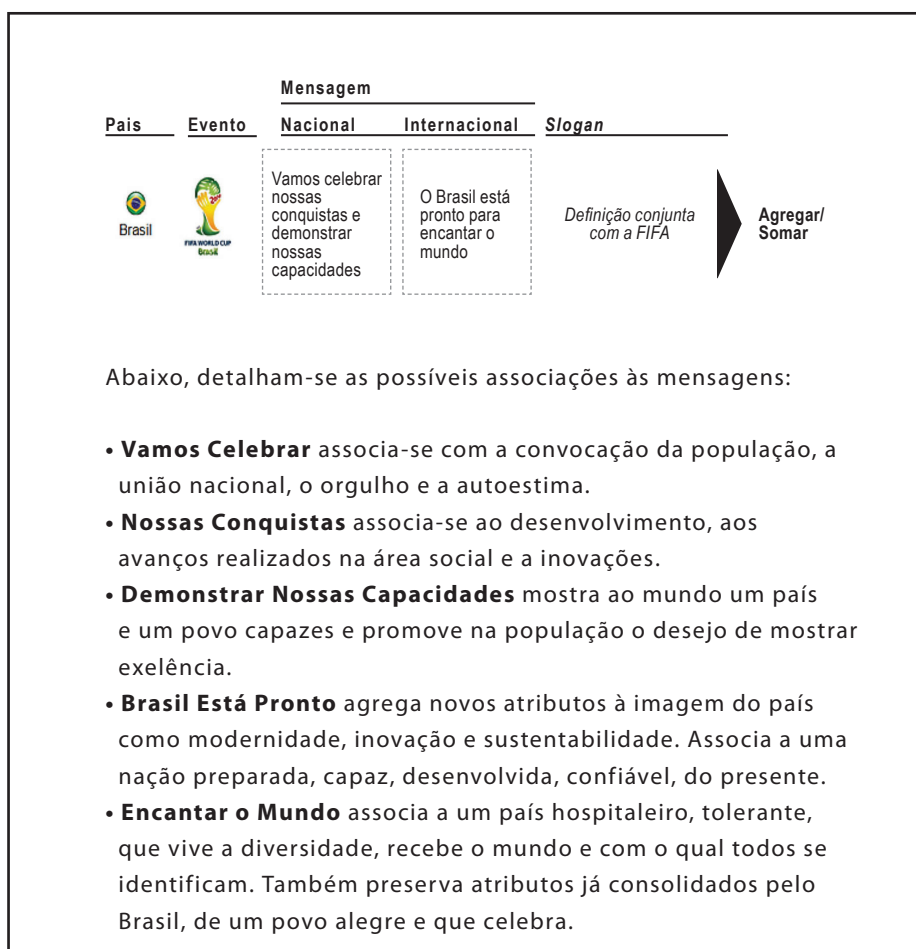 Mensagem
Pais Evento Nacional Internacional Slogan
Brasil
2014
FIFA WORLD CUP
Brasil
Vamos celebrar
nossas
conquistas e
demonstrar
nossas
capacidades
O Brasil está
pronto para
encantar o
mundo
Definição conjunta
com a FIFA
Agregar/
Somar
Abaixo, detalham-se as possíveis associações às mensagens:
• Vamos Celebrar associa-se com a convocação da população, a
união nacional, o orgulho e a autoestima.
• Nossas Conquistas associa-se ao desenvolvimento, aos
avanços realizados na área social e a inovações.
• Demonstrar Nossas Capacidades mostra ao mundo um país
e um povo capazes e promove na população o desejo de mostrar
exelência.
• Brasil Está Pronto agrega novos atributos à imagem do país
como modernidade, inovação e sustentabilidade. Associa a uma
nação preparada, capaz, desenvolvida, confiável, do presente.
• Encantar o Mundo associa a um país hospitaleiro, tolerante,
que vive a diversidade, recebe o mundo e com o qual todos se
identificam. Também preserva atributos já consolidados pelo
Brasil, de um povo alegre e que celebra.